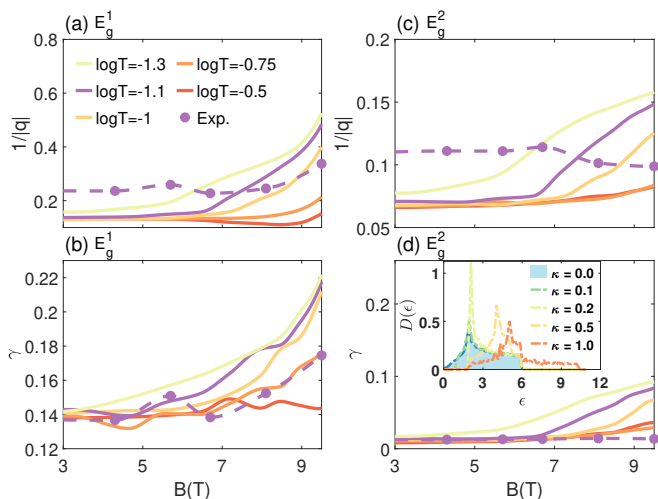 (a) E_g^1
0.8
0.6
0.4
0.2
1/|q|
logT=-1.3
logT=-0.75
logT=-1.1
logT=-0.5
logT=-1
Exp.
(c) E_g^2
0.2
0.15
0.1
0.05
1/|q|
(b) E_g^1
0.22
0.2
0.18
0.16
0.14
0.12
γ
3
5
7
9
B(T)
(d) E_g^2
0.2
0.1
0
γ
3
5
7
9
B(T)
1
0.5
0
D(ϵ)
κ = 0.0
κ = 0.1
κ = 0.2
κ = 0.5
κ = 1.0
0
3
6
9
12
ϵ